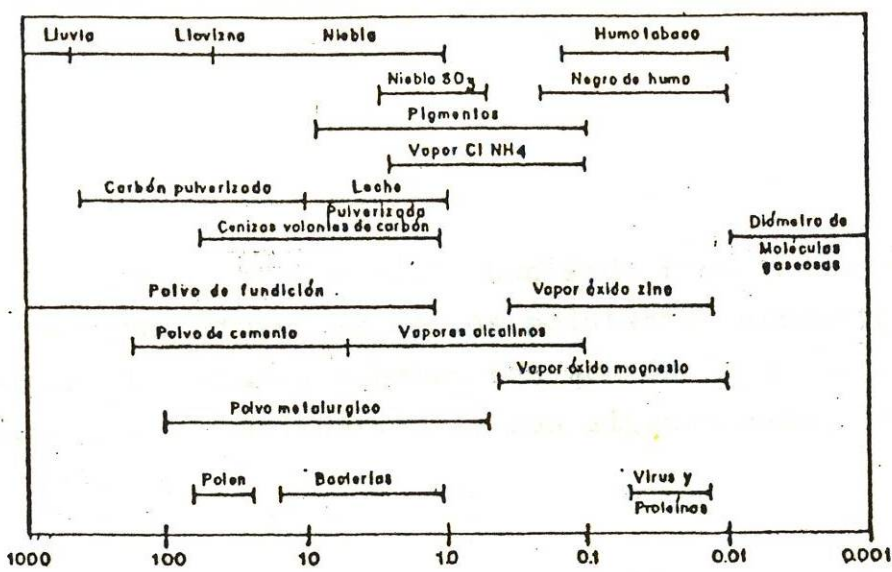 Lluvia Llovizna Niebla Humo tabaco
Niebla SO3 Negro de humo
Pigmentos
Vapor Cl NH4
Carbón pulverizado Leche
Pulverizada
Cenizas volantes de carbón Diámetro de
Moléculas
gaseosas
Polvo de fundición Vapor óxido zinc
Polvo de cemento Vapores alcalinos
Vapor óxido magnesio
Polvo metalurgico
Polen Bacterias Virus y
Proteínas
1000 100 10 1.0 0.1 0.01 0.001